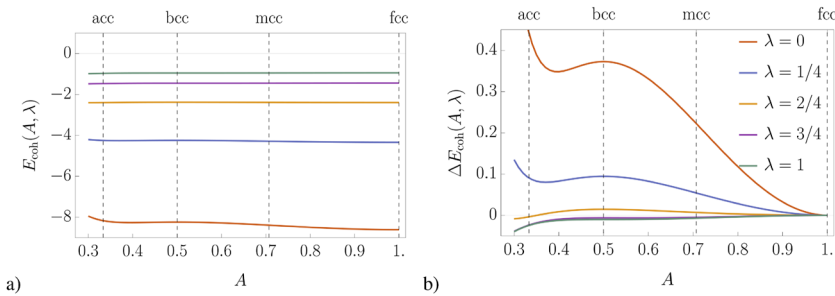 acc bcc mcc fcc
0
−2
−4
−6
−8
E_coh(A, λ)
0.3 0.4 0.5 0.6 0.7 0.8 0.9 1.
A
a)
acc bcc mcc fcc
0.4
0.3
0.2
0.1
0
ΔE_coh(A, λ)
λ = 0
λ = 1/4
λ = 2/4
λ = 3/4
λ = 1
0.3 0.4 0.5 0.6 0.7 0.8 0.9 1.
A
b)